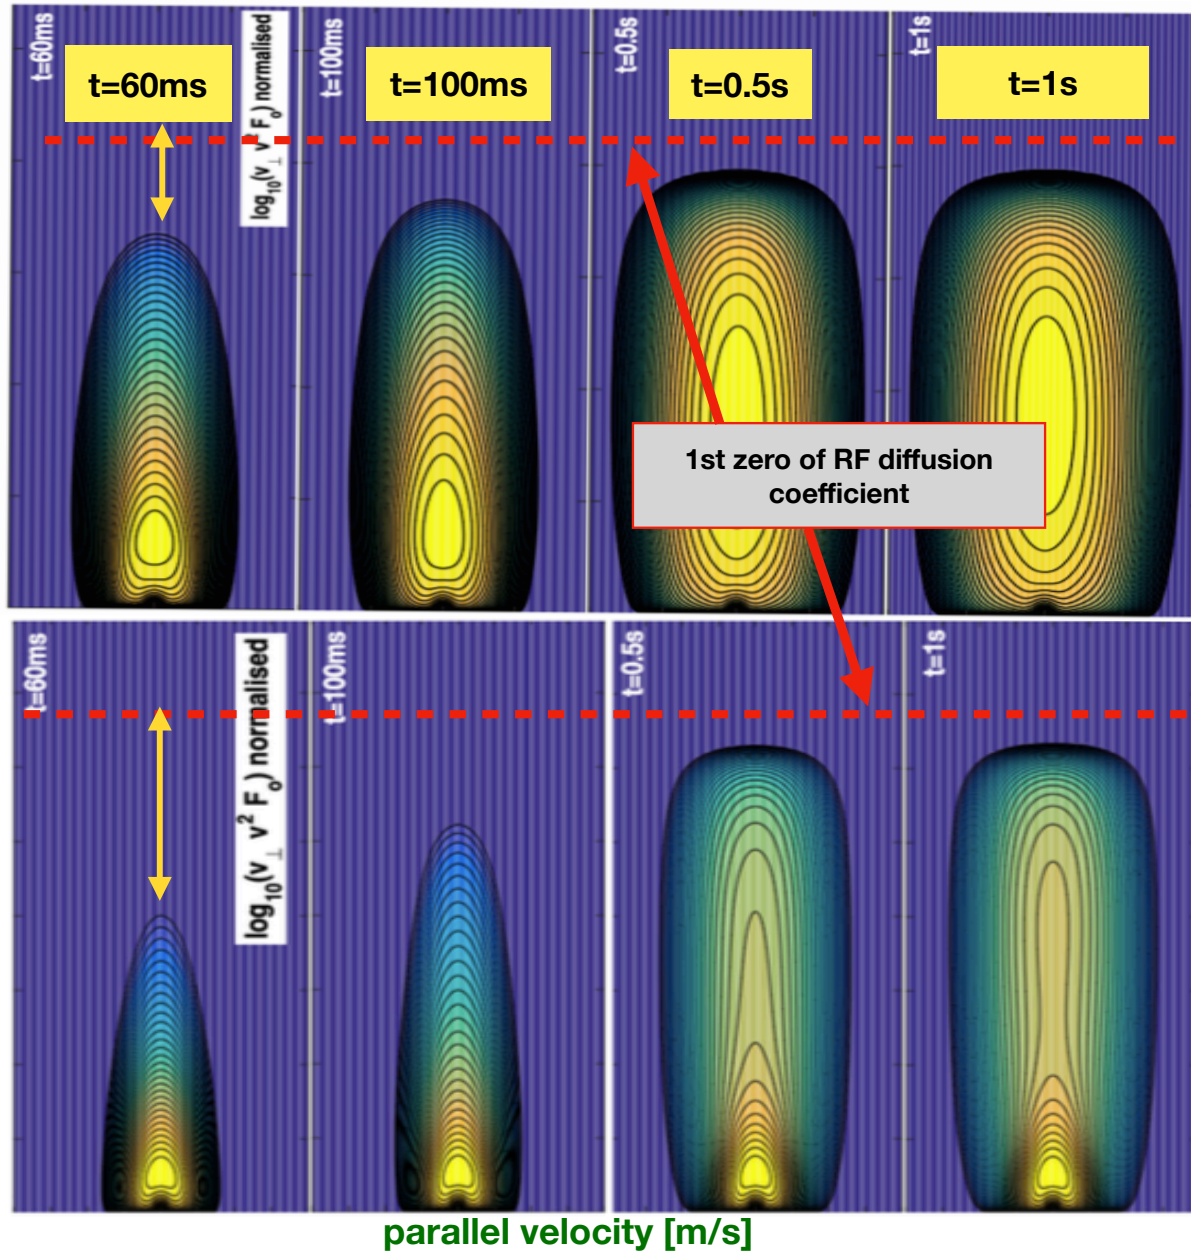 t=60ms
t=100ms
t=0.5s
t=1s
t=60ms
t=100ms
t=0.5s
t=1s
log₁₀(v⊥ v² F₀) normalised
1st zero of RF diffusion
coefficient
t=60ms
t=100ms
t=0.5s
t=1s
log₁₀(v⊥ v² F₀) normalised
parallel velocity [m/s]